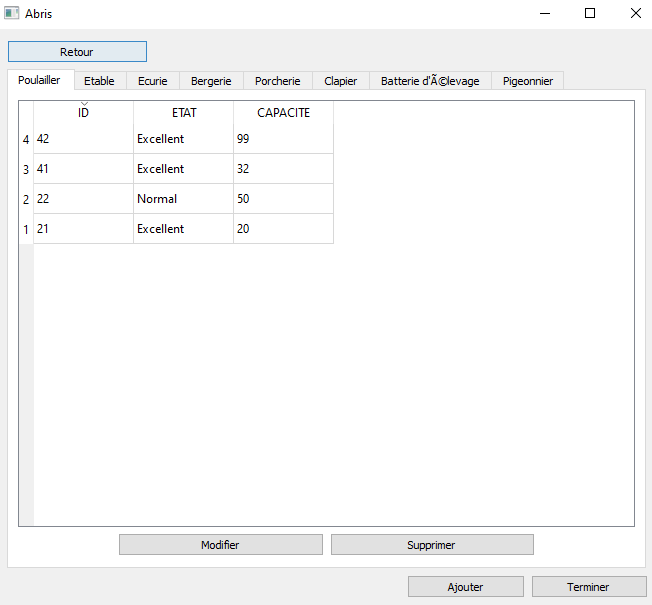 Abris
Retour
Poulailler Etable Ecurie Bergerie Porcherie Clapier Batterie d'Ã©levage Pigeonnier
ID ETAT CAPACITE
4 42 Excellent 99
3 41 Excellent 32
2 22 Normal 50
1 21 Excellent 20
Modifier Supprimer
Ajouter Terminer